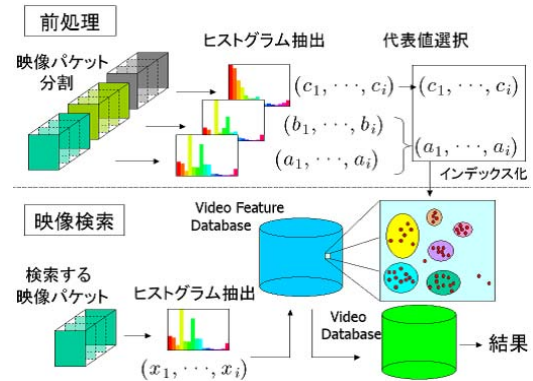 前処理
映像パケット
分割
ヒストグラム抽出
代表値選択
(c₁, ···, cᵢ)
(c₁, ···, cᵢ)
(b₁, ···, bᵢ)
(a₁, ···, aᵢ)
(a₁, ···, aᵢ)
インデックス化
映像検索
Video Feature
Database
検索する
映像パケット
ヒストグラム抽出
(x₁, ···, xᵢ)
Video
Database
結果